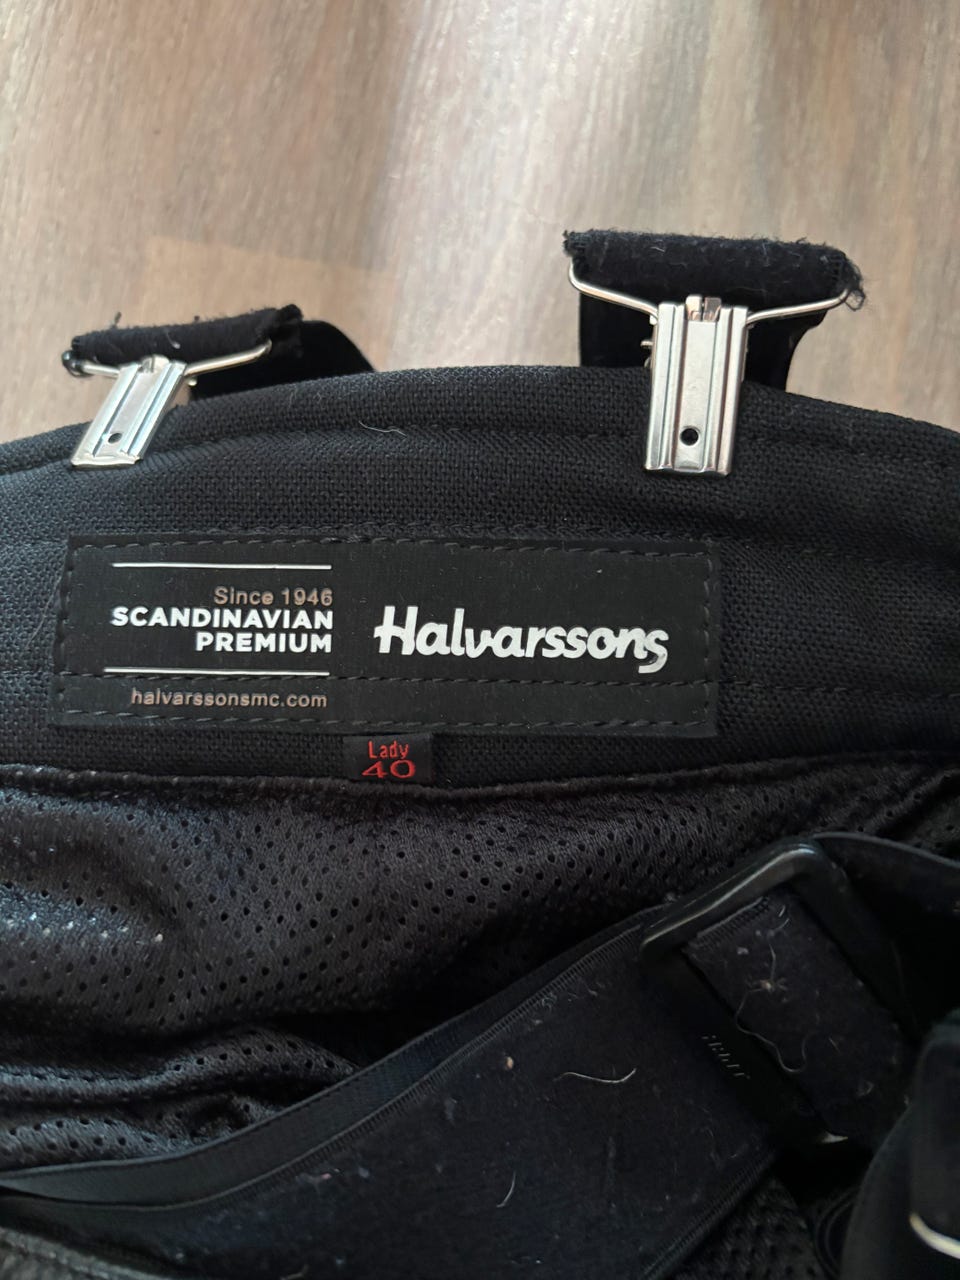 Since 1946
SCANDINAVIAN
PREMIUM
Halvarssons
halvarssonsmc.com
Lady
40